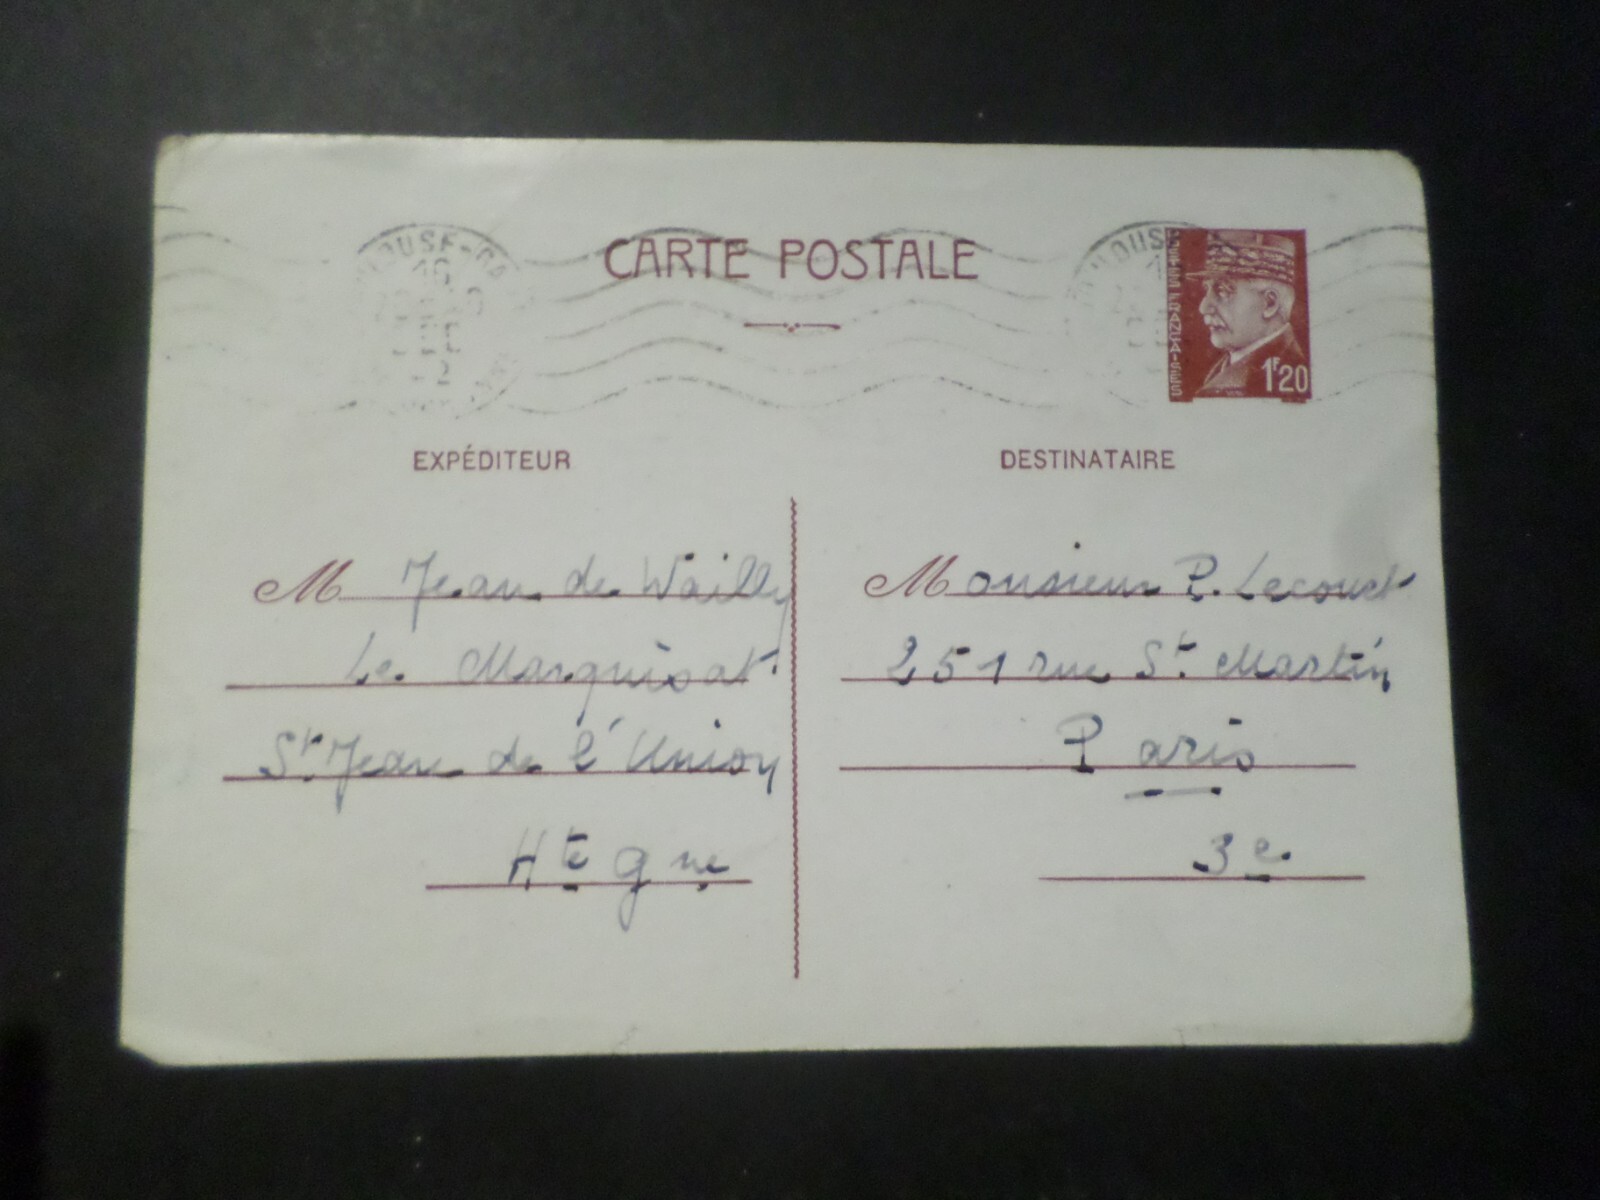 CARTE POSTALE
POSTES FRANÇAISES
1F20
EXPÉDITEUR
M Jean de Wailly
Le Marquisat
St Jean de l'Union
Hte gne
DESTINATAIRE
Monsieur P. Lecouet
251 rue St. Martin
Paris
3e